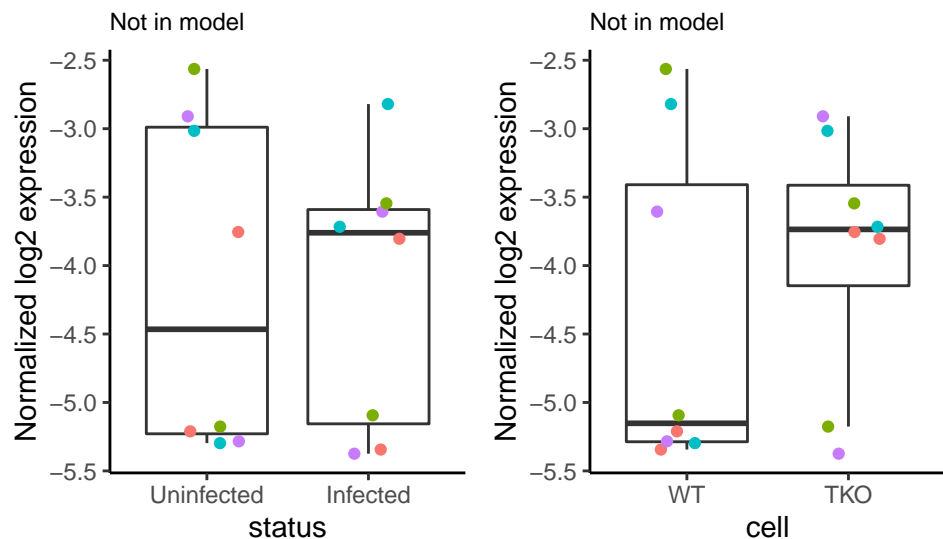 Not in model
Normalized log2 expression
−2.5
−3.0
−3.5
−4.0
−4.5
−5.0
−5.5
Uninfected
Infected
status
Not in model
Normalized log2 expression
−2.5
−3.0
−3.5
−4.0
−4.5
−5.0
−5.5
WT
TKO
cell